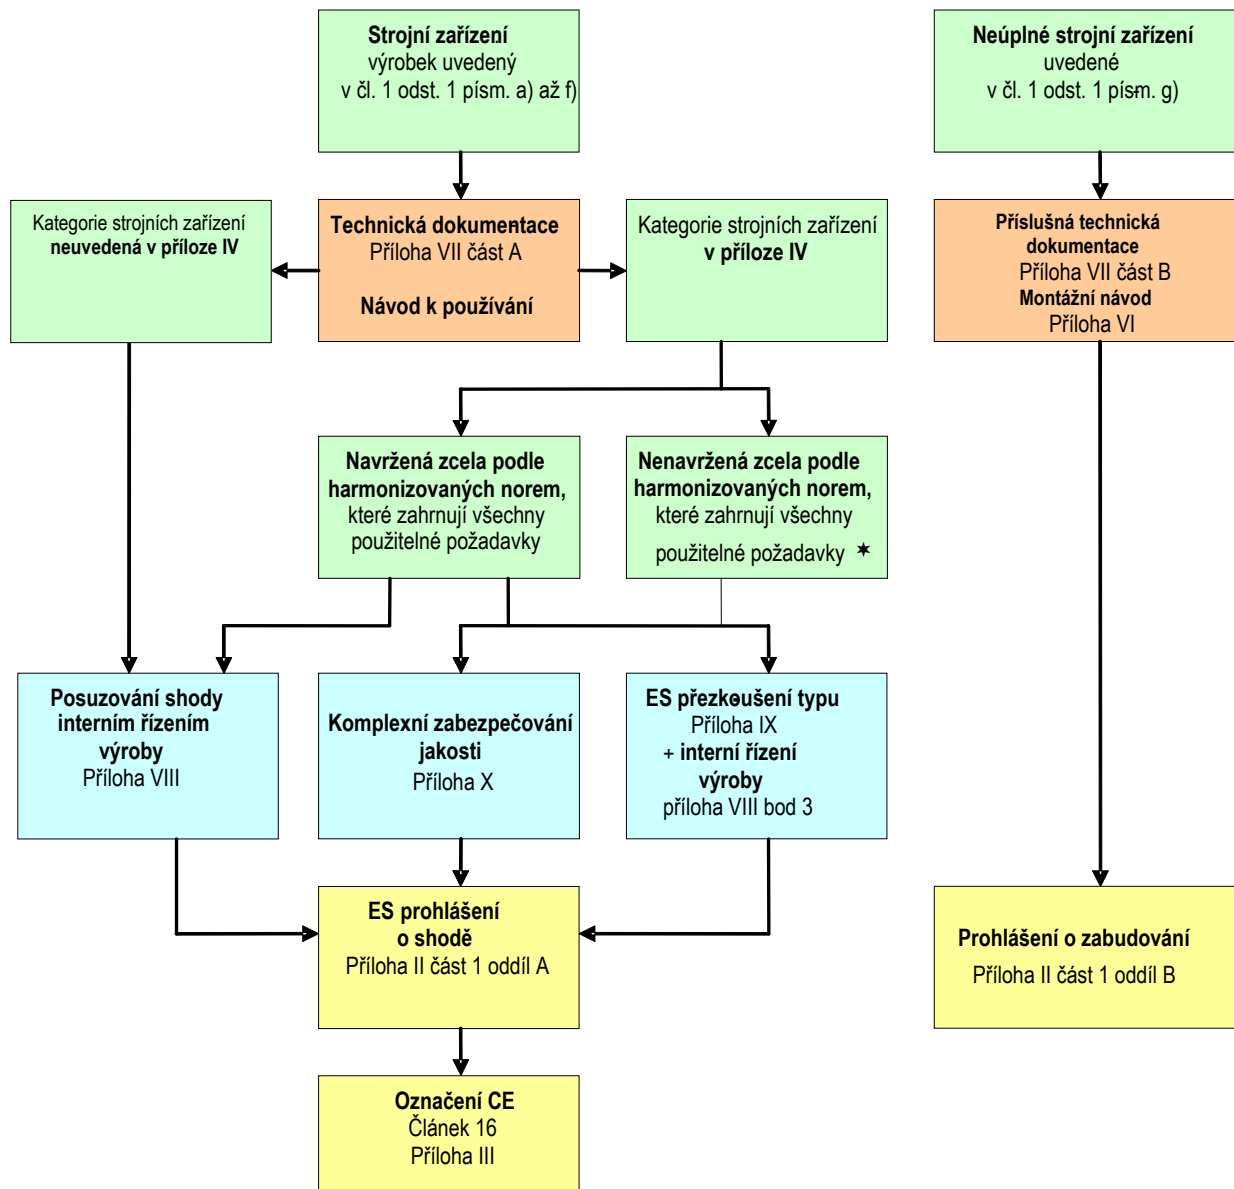 Strojní zařízení
výrobek uvedený
v čl. 1 odst. 1 písm. a) až f)
Neúplné strojní zařízení
uvedené
v čl. 1 odst. 1 písm. g)
Kategorie strojních zařízení
neuvedená v příloze IV
Technická dokumentace
Příloha VII část A
Návod k používání
Kategorie strojních zařízení
v příloze IV
Příslušná technická
dokumentace
Příloha VII část B
Montážní návod
Příloha VI
Navržená zcela podle
harmonizovaných norem,
které zahrnují všechny
použitelné požadavky
Nenavržená zcela podle
harmonizovaných norem,
které zahrnují všechny
použitelné požadavky ✶
Posuzování shody
interním řízením
výroby
Příloha VIII
Komplexní zabezpečování
jakosti
Příloha X
ES přezkoušení typu
Příloha IX
+ interní řízení
výroby
příloha VIII bod 3
ES prohlášení
o shodě
Příloha II část 1 oddíl A
Prohlášení o zabudování
Příloha II část 1 oddíl B
Označení CE
Článek 16
Příloha III